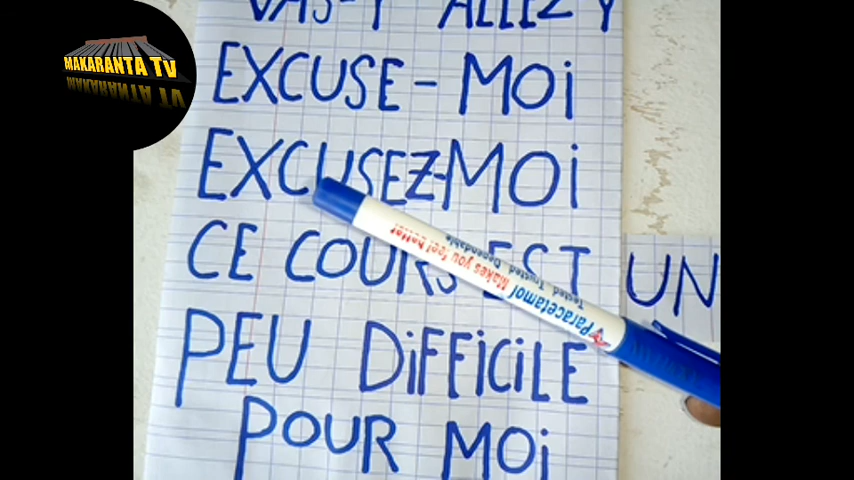 MAKARANTA TV
VAS-Y ALLEZ Y
EXCUSE-MOi
EXCUSEZ-MOi
CE COURS EST UN
PEU DiFFiCiLE
POUR MOi
Paracetamol
Makes you feel better
Tested. Trusted. Dependable